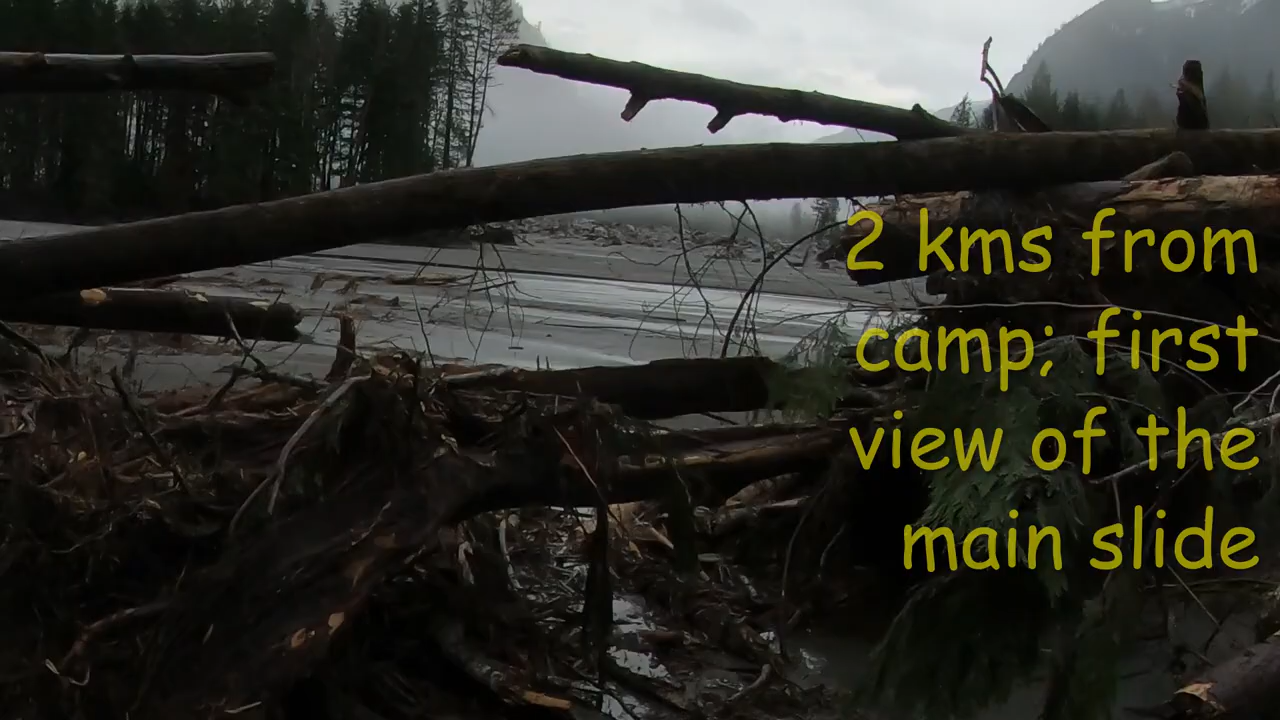 2 kms from
camp; first
view of the
main slide